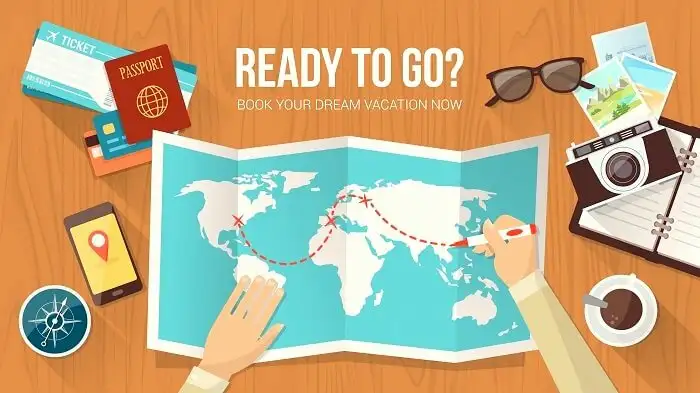 TICKET
PASSPORT
READY TO GO?
BOOK YOUR DREAM VACATION NOW